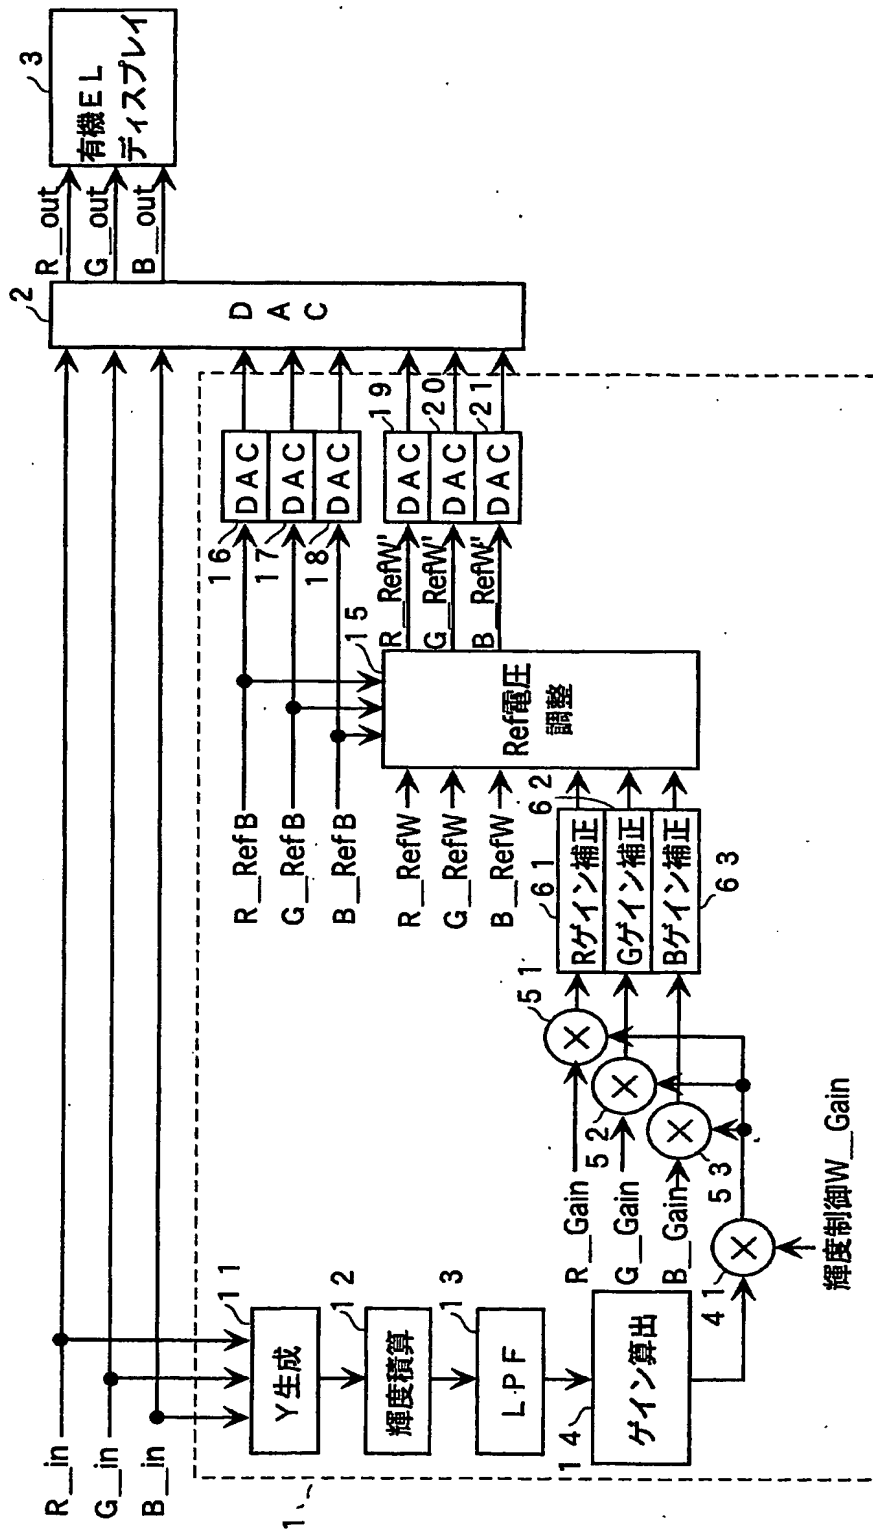 R_in
G_in
B_in
1
Y生成
11
輝度積算
12
LPF
13
ゲイン算出
14
41
輝度制御W_Gain
R_Gain
G_Gain
B_Gain
51
52
53
Rゲイン補正
Gゲイン補正
Bゲイン補正
61
62
63
R_RefB
G_RefB
B_RefB
R_RefW
G_RefW
B_RefW
Ref電圧
調整
15
R_RefW'
G_RefW'
B_RefW'
16
17
18
DAC
DAC
DAC
19
20
21
DAC
DAC
DAC
2
DAC
R_out
G_out
B_out
3
有機EL
ディスプレイ